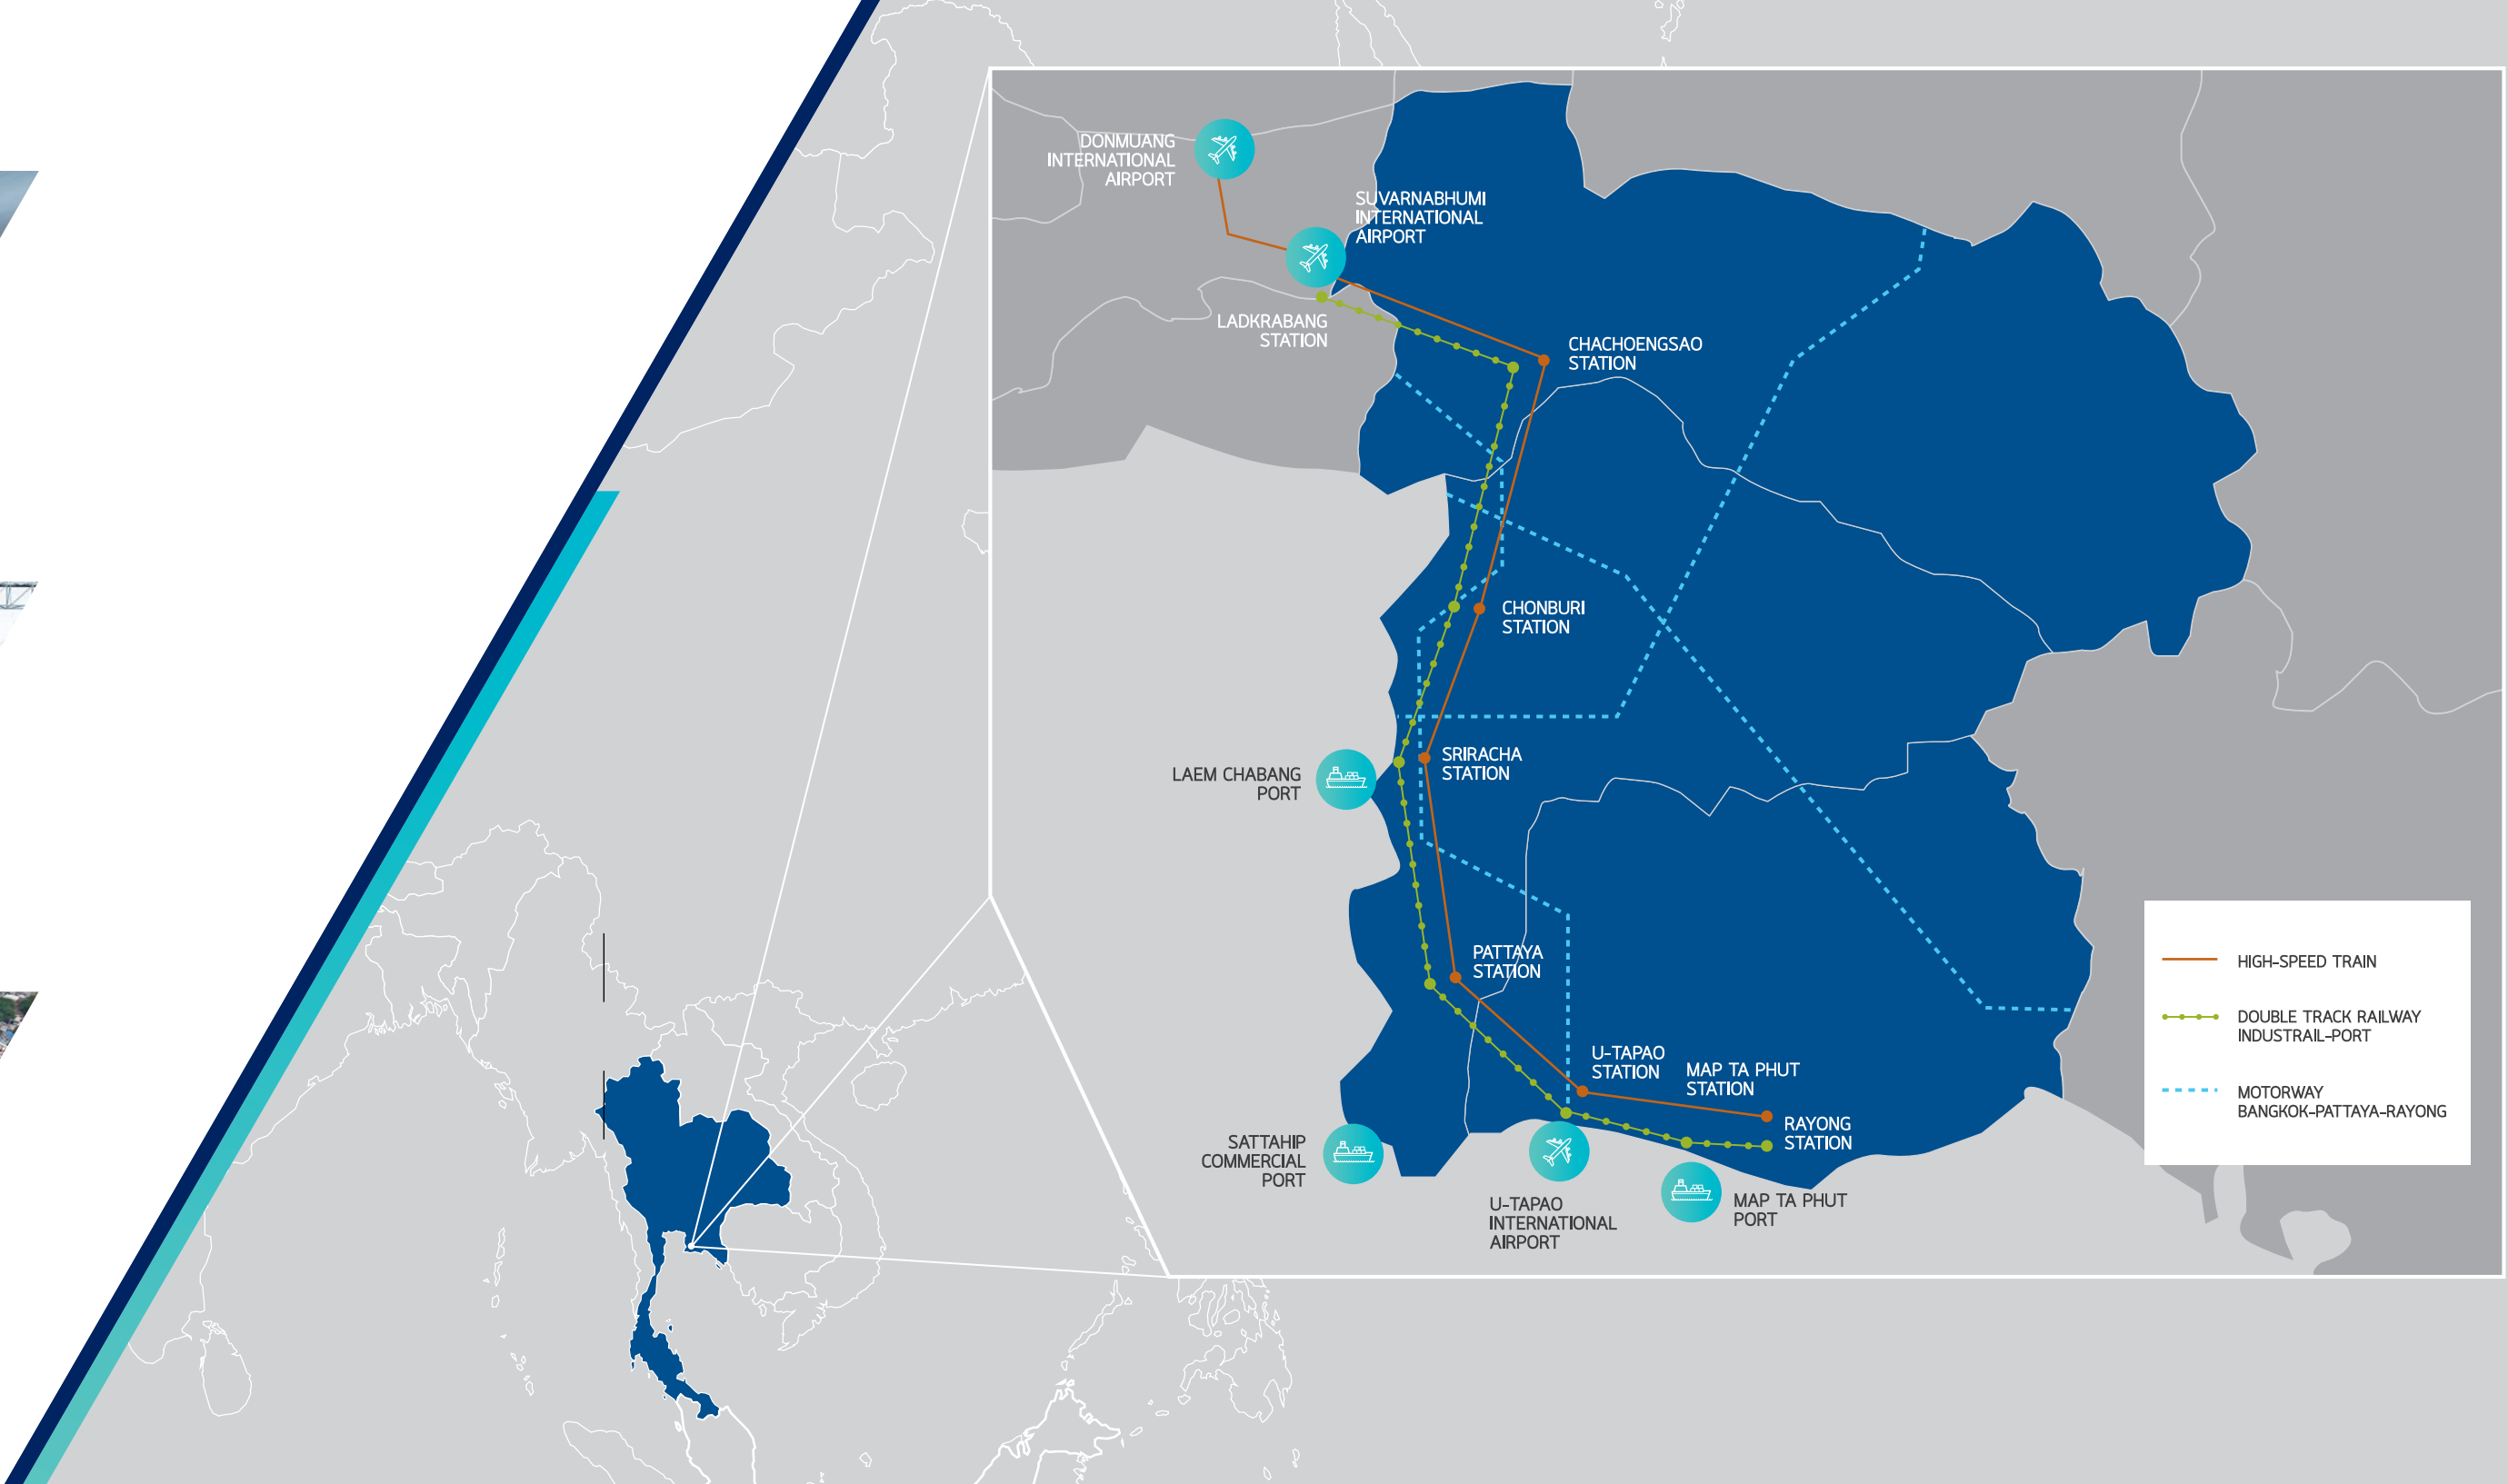 DONMUANG
INTERNATIONAL
AIRPORT
SUVARNABHUMI
INTERNATIONAL
AIRPORT
LADKRABANG
STATION
CHACHOENGSAO
STATION
CHONBURI
STATION
SRIRACHA
STATION
LAEM CHABANG
PORT
PATTAYA
STATION
U-TAPAO
STATION
MAP TA PHUT
STATION
RAYONG
STATION
SATTAHIP
COMMERCIAL
PORT
U-TAPAO
INTERNATIONAL
AIRPORT
MAP TA PHUT
PORT
HIGH-SPEED TRAIN
DOUBLE TRACK RAILWAY
INDUSTRAIL-PORT
MOTORWAY
BANGKOK-PATTAYA-RAYONG